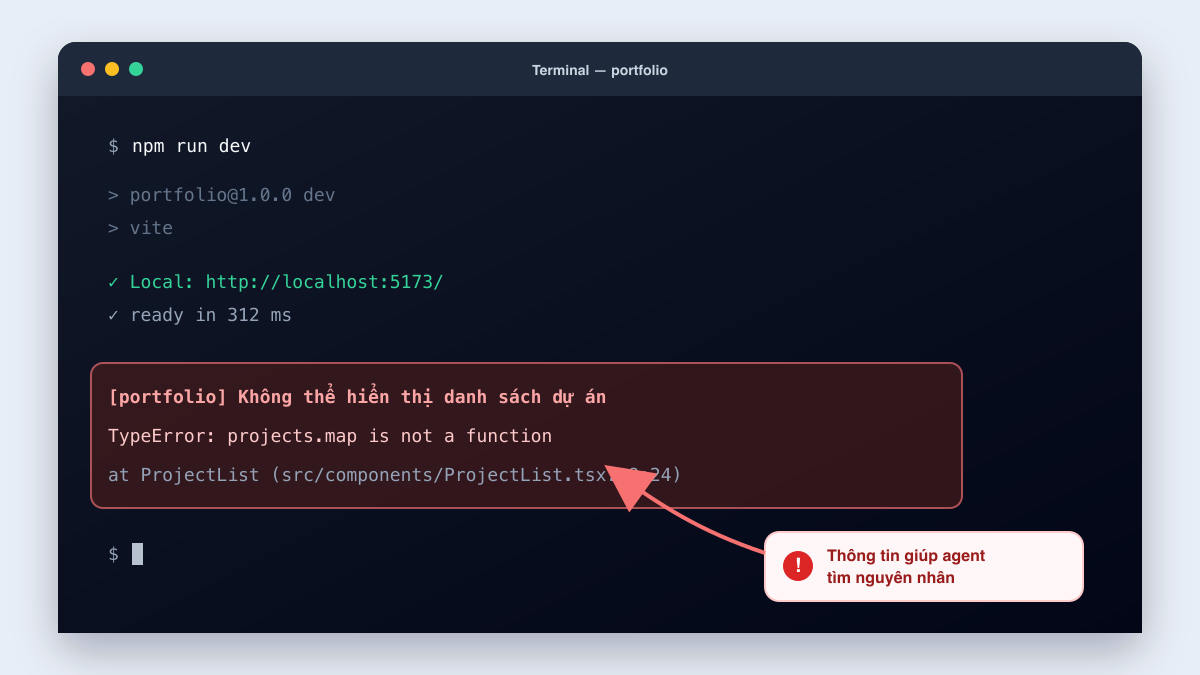 Terminal — portfolio
$ npm run dev
> portfolio@1.0.0 dev
> vite
✓ Local: http://localhost:5173/
✓ ready in 312 ms
[portfolio] Không thể hiển thị danh sách dự án
TypeError: projects.map is not a function
at ProjectList (src/components/ProjectList.tsx 24)
$
! Thông tin giúp agent
tìm nguyên nhân